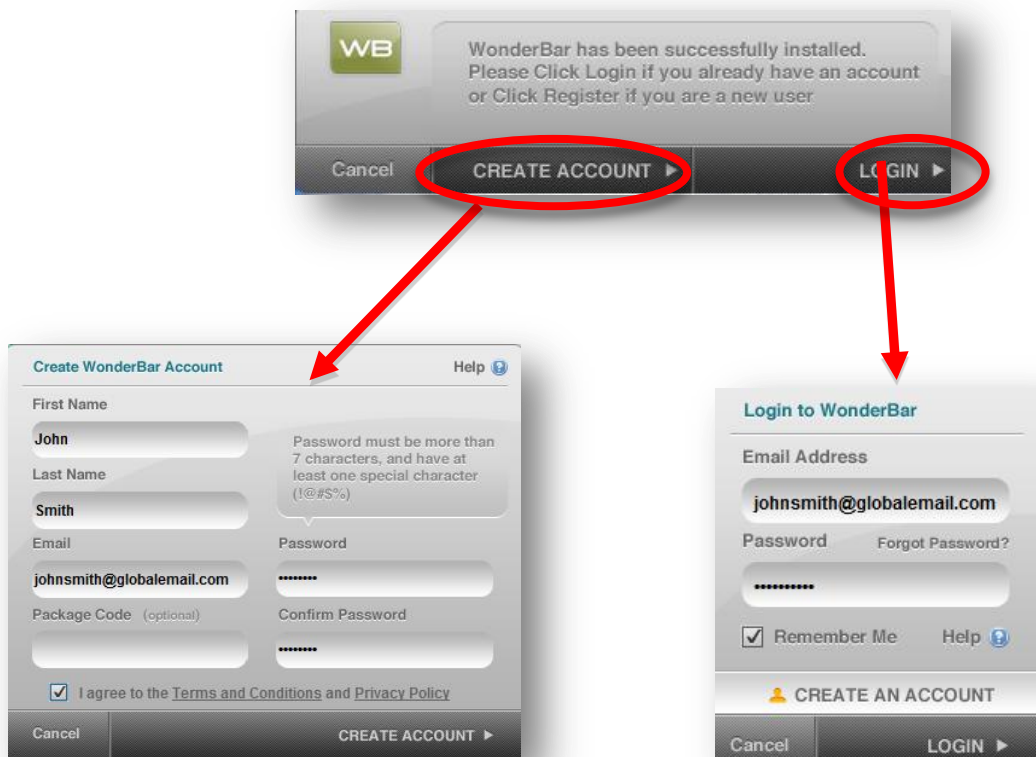 WB
WonderBar has been successfully installed.
Please Click Login if you already have an account
or Click Register if you are a new user
Cancel
CREATE ACCOUNT
LOGIN
Create WonderBar Account
Help
First Name
John
Password must be more than
7 characters, and have at
least one special character
(!@#$%)
Last Name
Smith
Email
johnsmith@globalemail.com
Password
••••••••
Package Code (optional)
Confirm Password
••••••••
I agree to the Terms and Conditions and Privacy Policy
Cancel
CREATE ACCOUNT
Login to WonderBar
Email Address
johnsmith@globalemail.com
Password
Forgot Password?
••••••••••
Remember Me
Help
CREATE AN ACCOUNT
Cancel
LOGIN